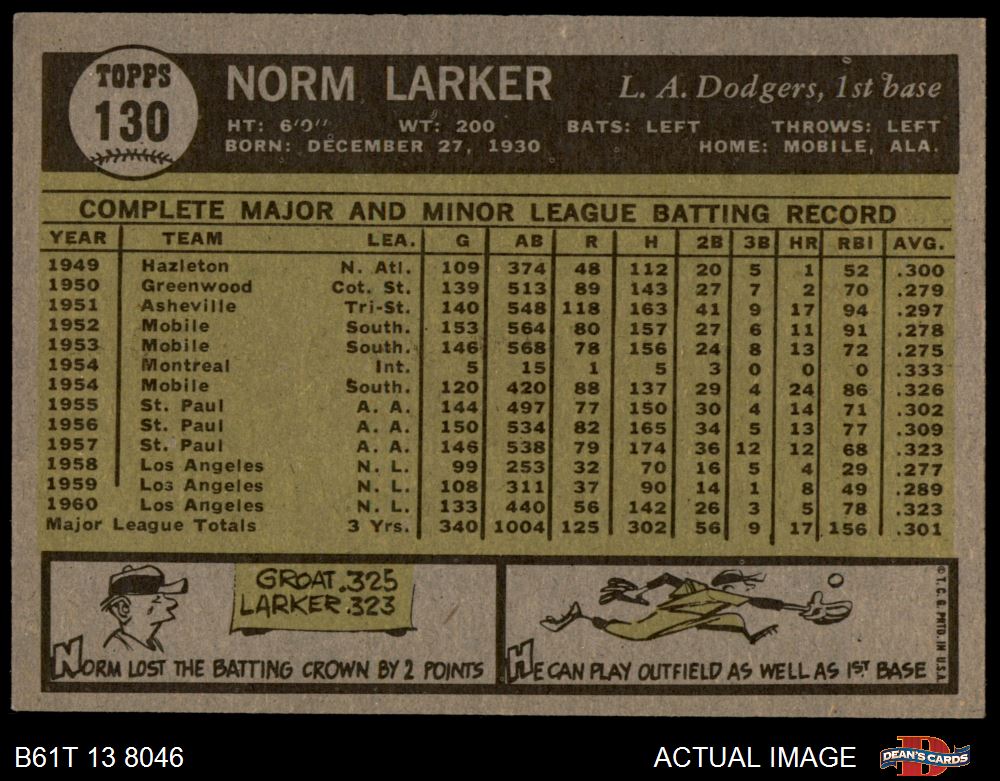 TOPPS
130
NORM LARKER
L. A. Dodgers, 1st base
HT: 6'0" WT: 200 BATS: LEFT THROWS: LEFT
BORN: DECEMBER 27, 1930 HOME: MOBILE, ALA.
COMPLETE MAJOR AND MINOR LEAGUE BATTING RECORD
YEAR TEAM LEA. G AB R H 2B 3B HR RBI AVG.
1949 Hazleton N. Atl. 109 374 48 112 20 5 1 52 .300
1950 Greenwood Cot. St. 139 513 89 143 27 7 2 70 .279
1951 Asheville Tri-St. 140 548 118 163 41 9 17 94 .297
1952 Mobile South. 153 564 80 157 27 6 11 91 .278
1953 Mobile South. 146 568 78 156 24 8 13 72 .275
1954 Montreal Int. 5 15 1 5 3 0 0 0 .333
1954 Mobile South. 120 420 88 137 29 4 24 86 .326
1955 St. Paul A. A. 144 497 77 150 30 4 14 71 .302
1956 St. Paul A. A. 150 534 82 165 34 5 13 77 .309
1957 St. Paul A. A. 146 538 79 174 36 12 12 68 .323
1958 Los Angeles N. L. 99 253 32 70 16 5 4 29 .277
1959 Los Angeles N. L. 108 311 37 90 14 1 8 49 .289
1960 Los Angeles N. L. 133 440 56 142 26 3 5 78 .323
Major League Totals 3 Yrs. 340 1004 125 302 56 9 17 156 .301
GROAT .325
LARKER .323
NORM LOST THE BATTING CROWN BY 2 POINTS
HE CAN PLAY OUTFIELD AS WELL AS 1ST BASE
© T. C. G. PRTD. IN U.S.A.
B61T 13 8046
ACTUAL IMAGE
DEAN'S CARDS